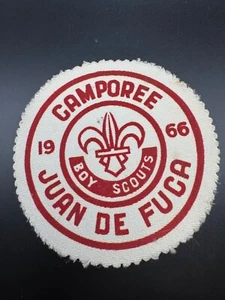 CAMPOREE
19 66
BOY SCOUTS
JUAN DE FUCA